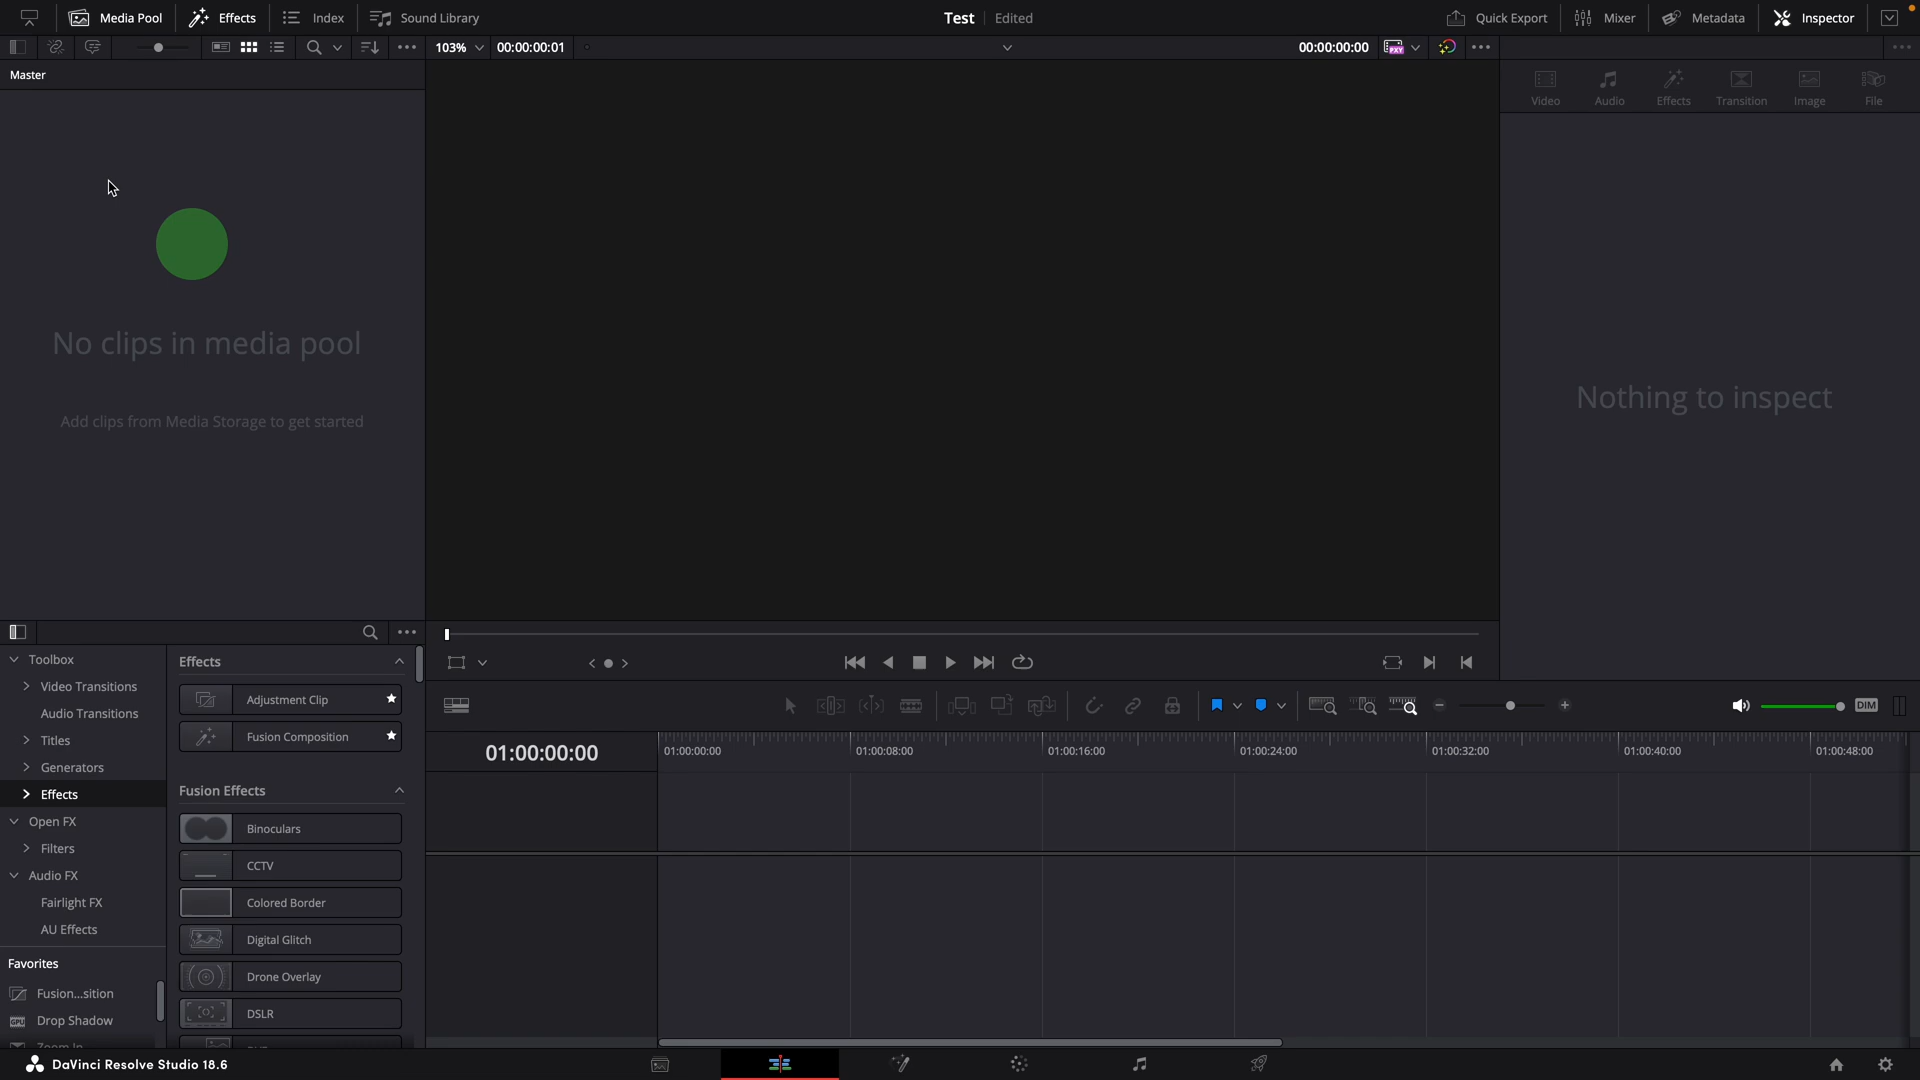 Media Pool
Effects
Index
Sound Library
Test
Edited
Quick Export
Mixer
Metadata
Inspector
103%
00:00:00:01
00:00:00:00
PXY
Master
Video
Audio
Effects
Transition
Image
File
No clips in media pool
Add clips from Media Storage to get started
Nothing to inspect
Toolbox
Video Transitions
Audio Transitions
Titles
Generators
Effects
Open FX
Filters
Audio FX
Fairlight FX
AU Effects
Favorites
Fusion...sition
Drop Shadow
Effects
Adjustment Clip
Fusion Composition
Fusion Effects
Binoculars
CCTV
Colored Border
Digital Glitch
Drone Overlay
DSLR
DIM
01:00:00:00
01:00:00:00
01:00:08:00
01:00:16:00
01:00:24:00
01:00:32:00
01:00:40:00
01:00:48:00
DaVinci Resolve Studio 18.6